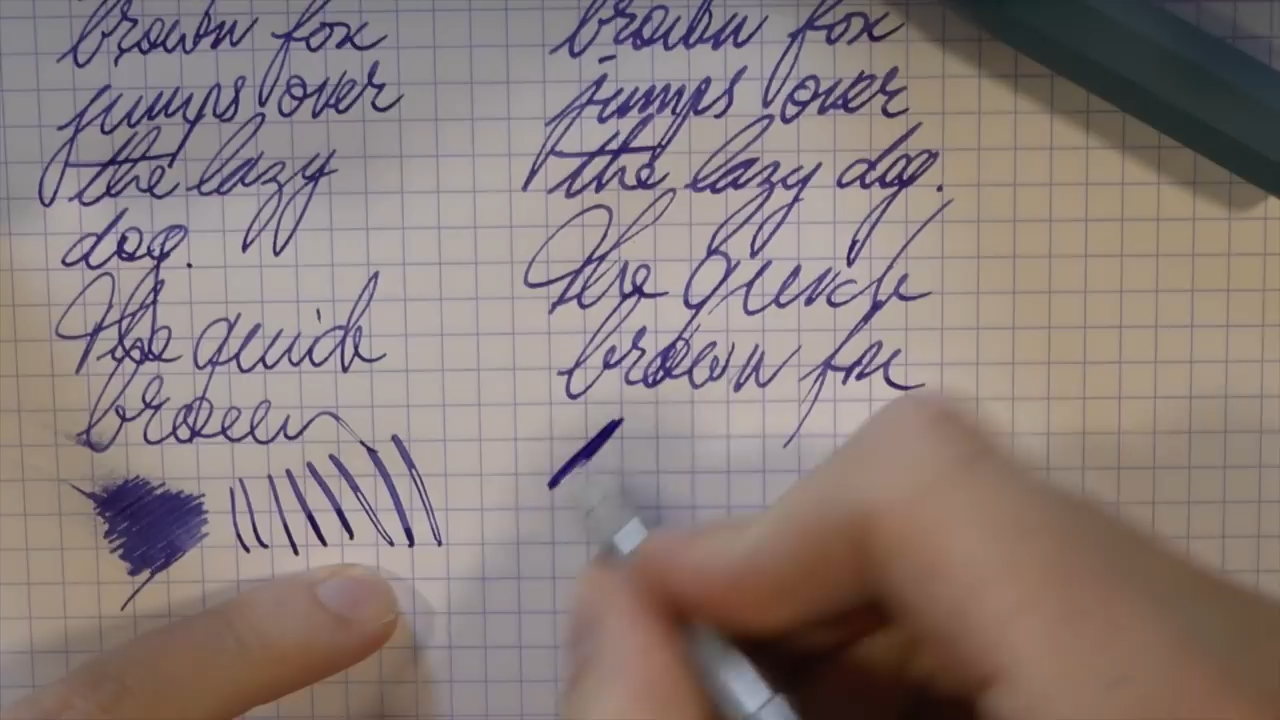 brown fox
jumps over
the lazy
dog.
The quick
brown
brown fox
jumps over
the lazy dog.
The quick
brown fox